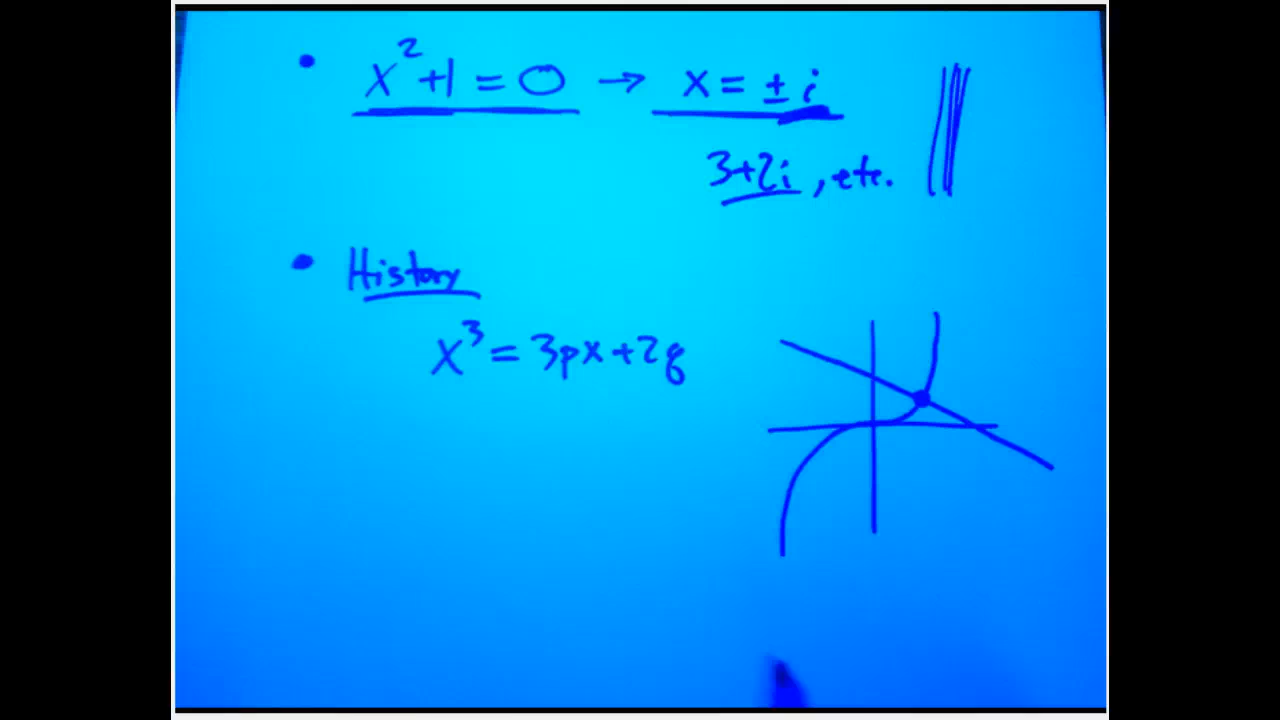 • x² + 1 = 0 → x = ± i
3+2i, etc.
• History
x³ = 3px + 2q